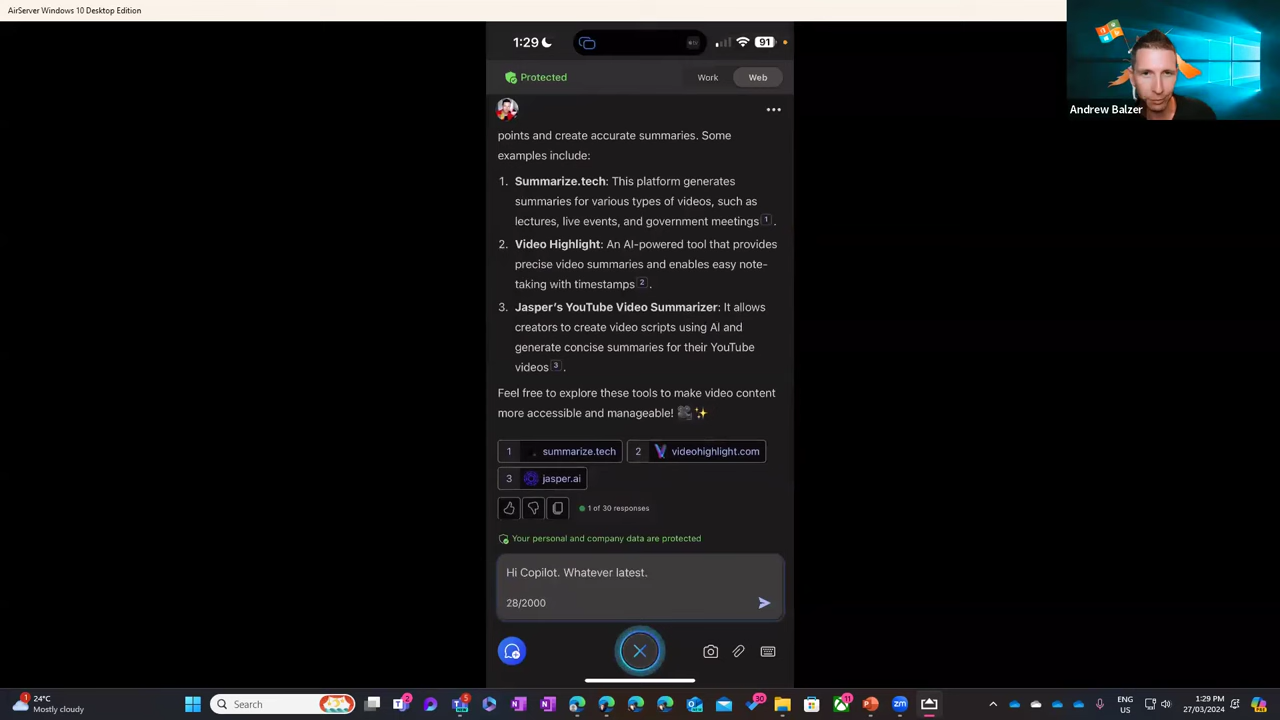 AirServer Windows 10 Desktop Edition
1:29
91
Protected
Work
Web
Andrew Balzer
points and create accurate summaries. Some
examples include:
1. Summarize.tech: This platform generates
summaries for various types of videos, such as
lectures, live events, and government meetings 1 .
2. Video Highlight: An AI-powered tool that provides
precise video summaries and enables easy note-
taking with timestamps 2 .
3. Jasper’s YouTube Video Summarizer: It allows
creators to create video scripts using AI and
generate concise summaries for their YouTube
videos 3 .
Feel free to explore these tools to make video content
more accessible and manageable!
1 summarize.tech
2 videohighlight.com
3 jasper.ai
1 of 30 responses
Your personal and company data are protected
Hi Copilot. Whatever latest.
28/2000
1
24°C
Mostly cloudy
Search
2
5
30
11
ENG
US
1:29 PM
27/03/2024